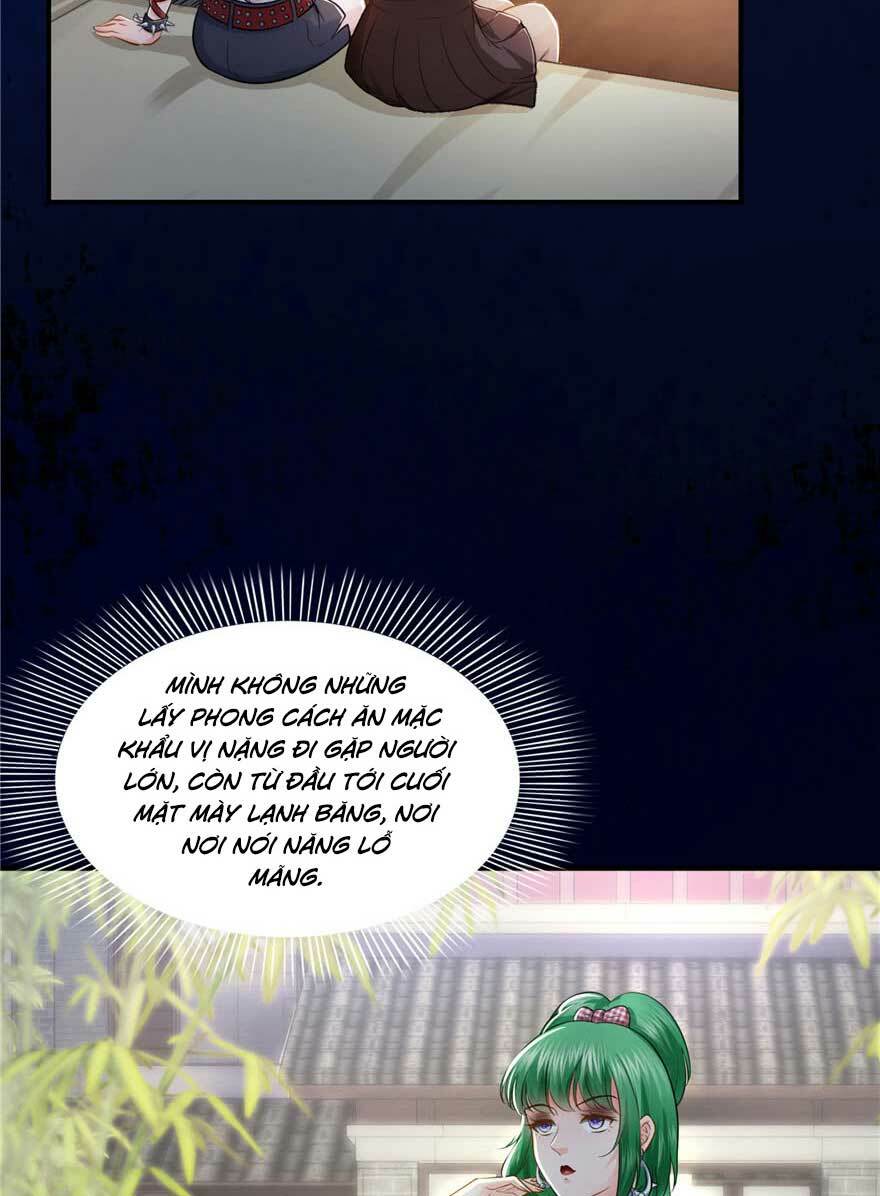 MÌNH KHÔNG NHỮNG
LẤY PHONG CÁCH ĂN MẶC
KHẨU VỊ NẶNG ĐI GẶP NGƯỜI
LỚN, CÒN TỪ ĐẦU TỚI CUỐI
MẶT MÀY LẠNH BĂNG, NƠI
NƠI NÓI NĂNG LỖ
MÃNG.